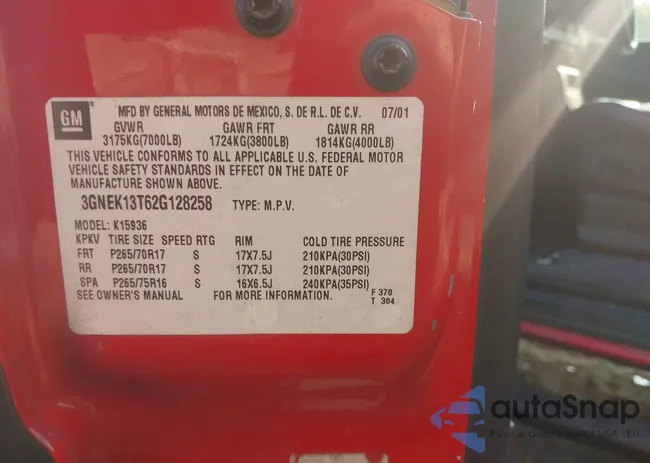 GM
MFD BY GENERAL MOTORS DE MEXICO, S. DE R.L. DE C.V. 07/01
GVWR GAWR FRT GAWR RR
3175KG(7000LB) 1724KG(3800LB) 1814KG(4000LB)
THIS VEHICLE CONFORMS TO ALL APPLICABLE U.S. FEDERAL MOTOR
VEHICLE SAFETY STANDARDS IN EFFECT ON THE DATE OF
MANUFACTURE SHOWN ABOVE.
3GNEK13T62G128258 TYPE: M.P.V.
MODEL: K15936
KPKV TIRE SIZE SPEED RTG RIM COLD TIRE PRESSURE
FRT P265/70R17 S 17X7.5J 210KPA(30PSI)
RR P265/70R17 S 17X7.5J 210KPA(30PSI)
SPA P265/75R16 S 16X6.5J 240KPA(35PSI)
SEE OWNER'S MANUAL FOR MORE INFORMATION. F 370
T 304
autoSnap